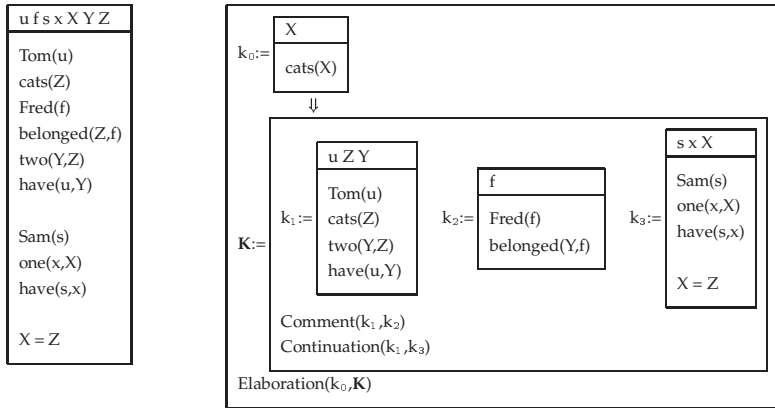 u f s x X Y Z
Tom(u)
cats(Z)
Fred(f)
belonged(Z,f)
two(Y,Z)
have(u,Y)
Sam(s)
one(x,X)
have(s,x)
X = Z
k₀:=
X
cats(X)
⇓
K:=
k₁:=
u Z Y
Tom(u)
cats(Z)
two(Y,Z)
have(u,Y)
k₂:=
f
Fred(f)
belonged(Y,f)
k₃:=
s x X
Sam(s)
one(x,X)
have(s,x)
X = Z
Comment(k₁,k₂)
Continuation(k₁,k₃)
Elaboration(k₀,K)